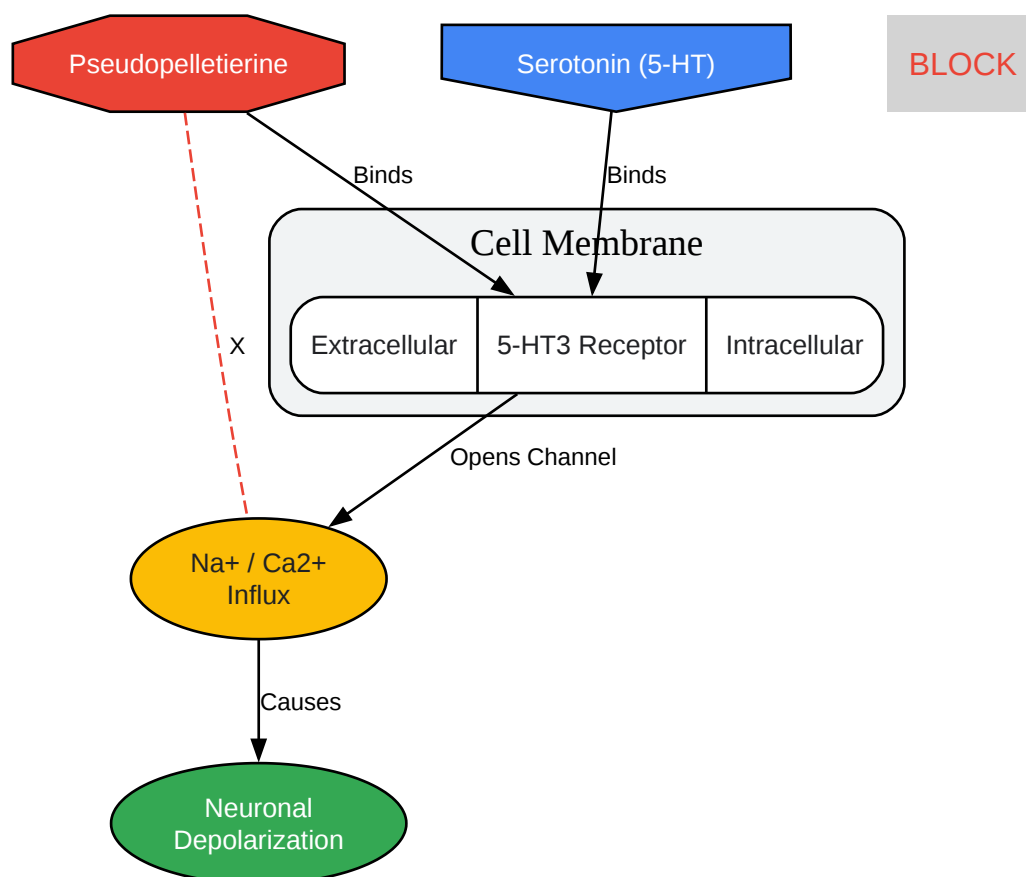 Pseudopelletierine
Serotonin (5-HT)
BLOCK
Binds
Binds
Cell Membrane
Extracellular
5-HT3 Receptor
Intracellular
X
Opens Channel
Na+ / Ca2+
Influx
Causes
Neuronal
Depolarization